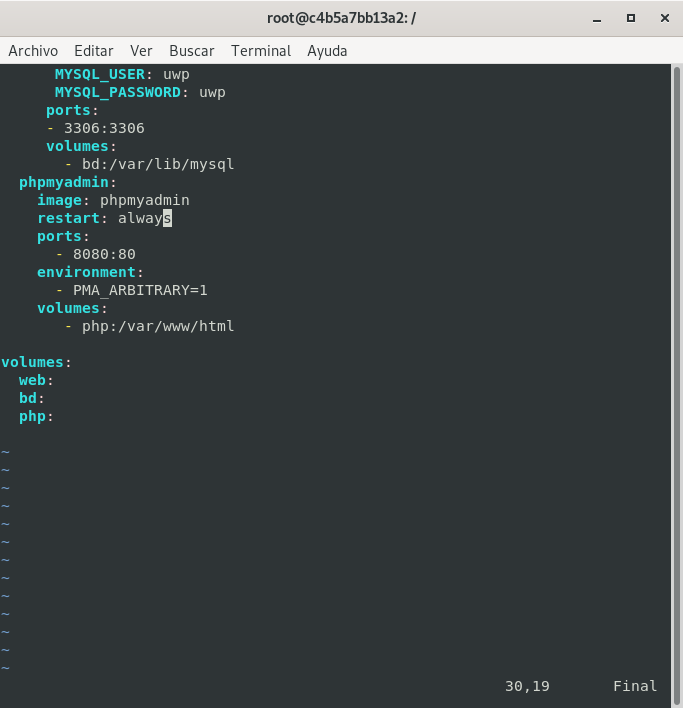 root@c4b5a7bb13a2: /
Archivo Editar Ver Buscar Terminal Ayuda
      MYSQL_USER: uwp
      MYSQL_PASSWORD: uwp
     ports:
     - 3306:3306
     volumes:
       - bd:/var/lib/mysql
  phpmyadmin:
    image: phpmyadmin
    restart: always
    ports:
      - 8080:80
    environment:
      - PMA_ARBITRARY=1
    volumes:
       - php:/var/www/html

volumes:
  web:
  bd:
  php:

~
~
~
~
~
~
~
~
~
~
~
~
~
30,19 Final